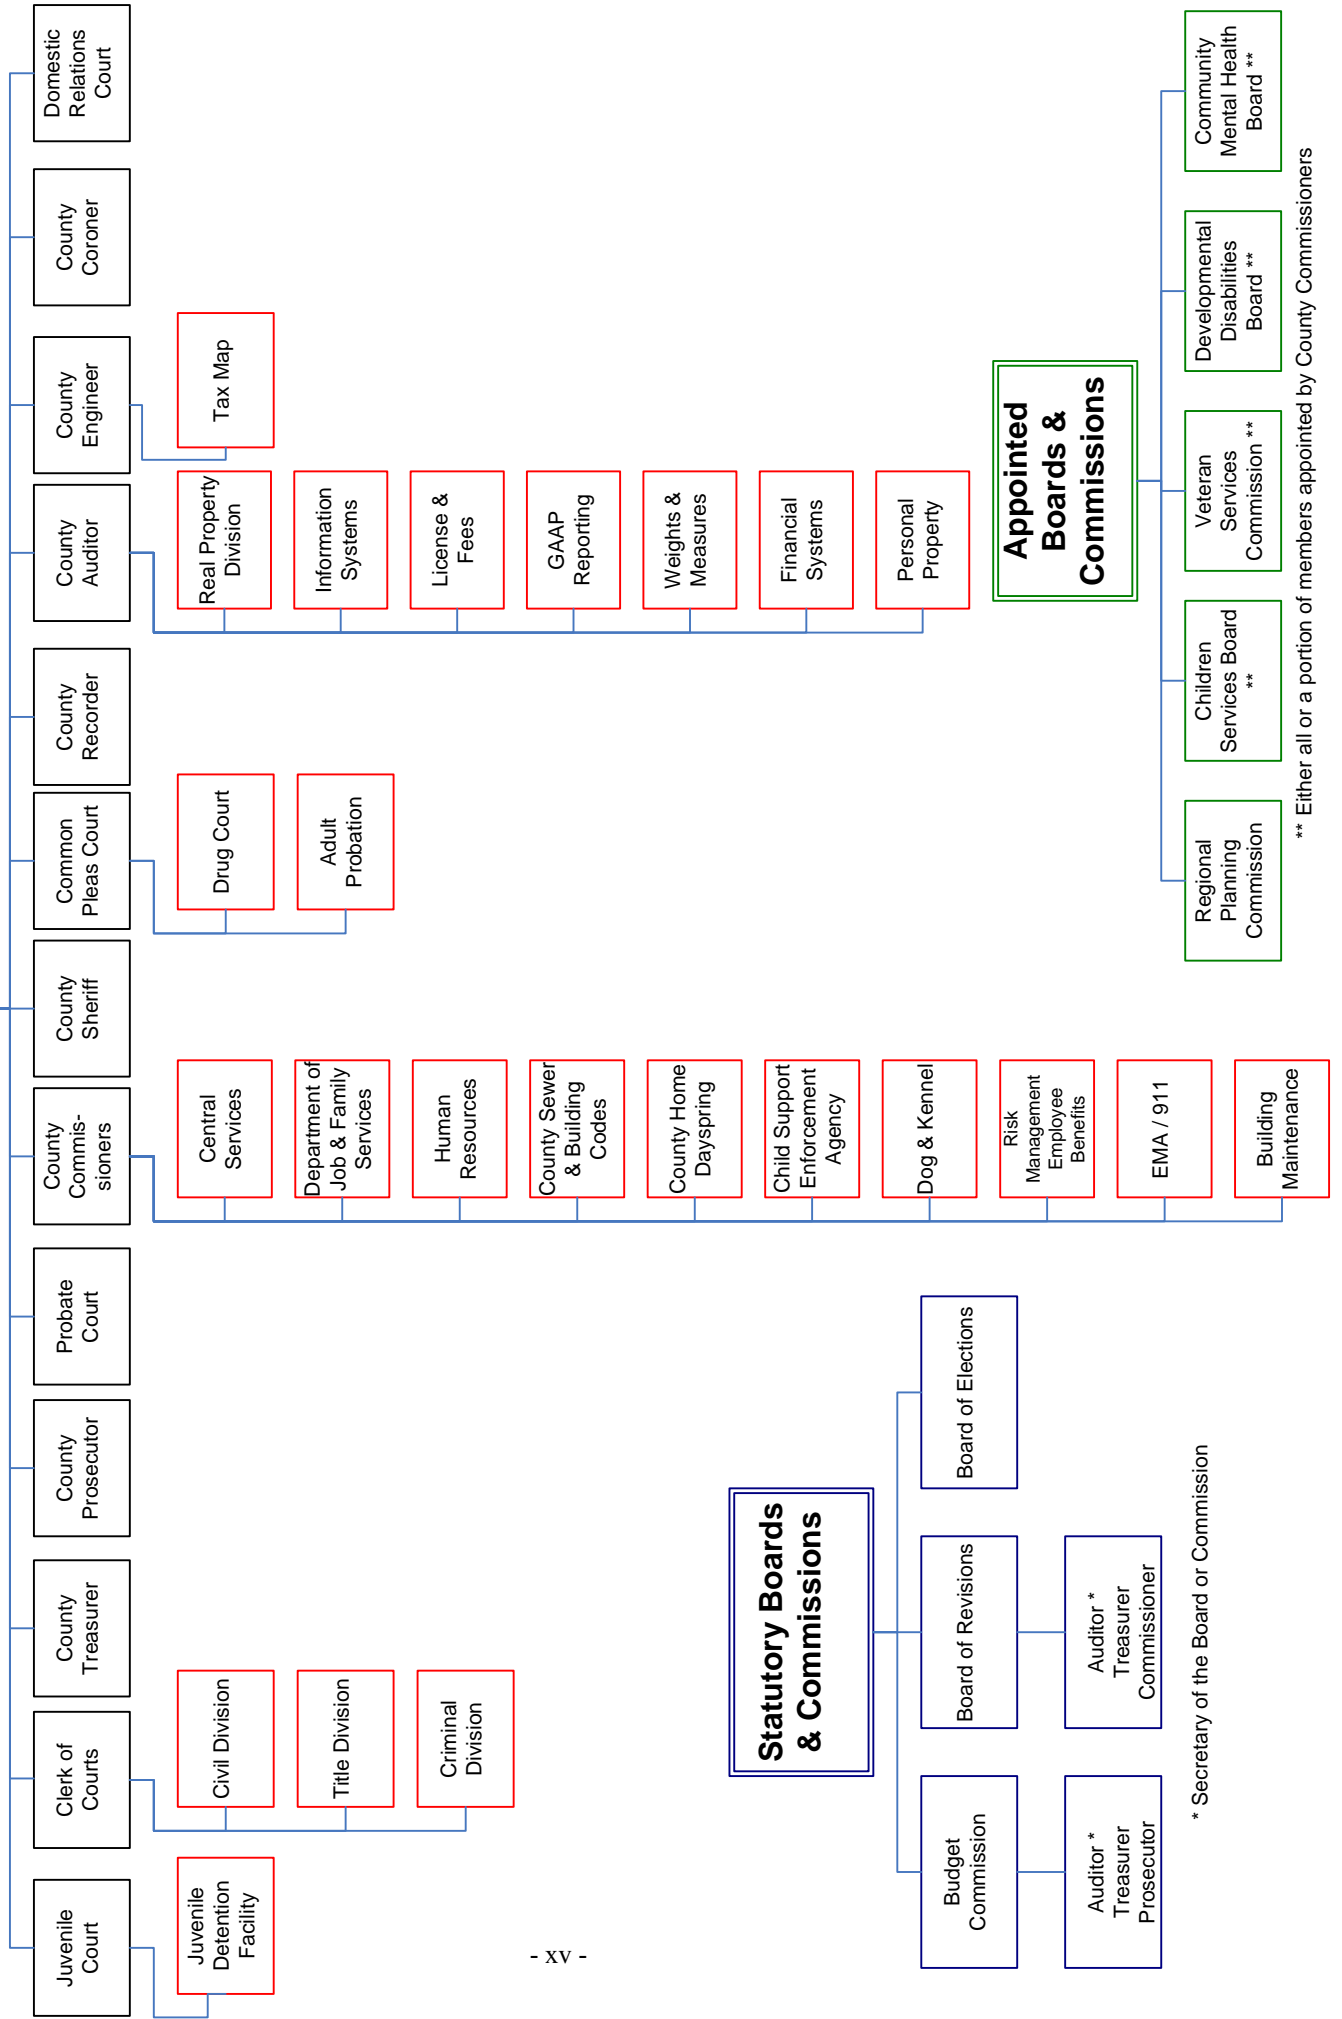 Juvenile
Court
Clerk of
Courts
County
Treasurer
County
Prosecutor
Probate
Court
County
Commis-
sioners
County
Sheriff
Common
Pleas Court
County
Recorder
County
Auditor
County
Engineer
County
Coroner
Domestic
Relations
Court
Juvenile
Detention
Facility
Civil Division
Title Division
Criminal
Division
Central
Services
Department of
Job & Family
Services
Human
Resources
County Sewer
& Building
Codes
County Home
Dayspring
Child Support
Enforcement
Agency
Dog & Kennel
Risk
Management
Employee
Benefits
EMA / 911
Building
Maintenance
Drug Court
Adult
Probation
Real Property
Division
Information
Systems
License &
Fees
GAAP
Reporting
Weights &
Measures
Financial
Systems
Personal
Property
Tax Map
Statutory Boards
& Commissions
Budget
Commission
Board of Revisions
Board of Elections
Auditor *
Treasurer
Prosecutor
Auditor *
Treasurer
Commissioner
* Secretary of the Board or Commission
Appointed
Boards &
Commissions
Regional
Planning
Commission
Children
Services Board
**
Veteran
Services
Commission **
Developmental
Disabilities
Board **
Community
Mental Health
Board **
** Either all or a portion of members appointed by County Commissioners
- xv -